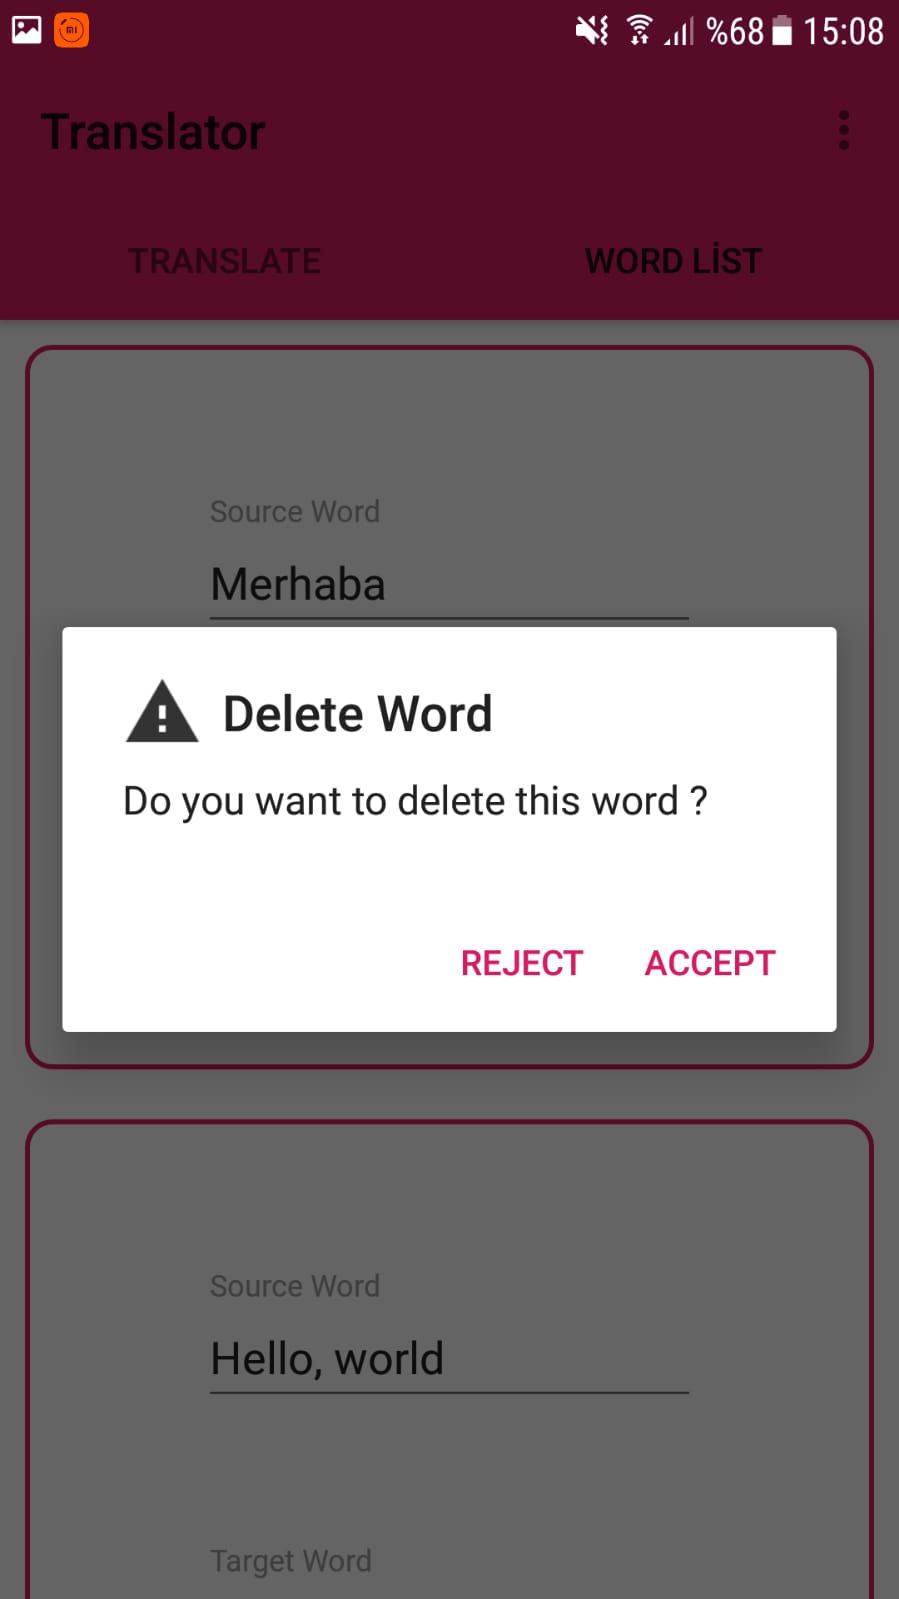 %68 15:08
Translator
TRANSLATE WORD LİST
Source Word
Merhaba
Delete Word
Do you want to delete this word ?
REJECT ACCEPT
Source Word
Hello, world
Target Word